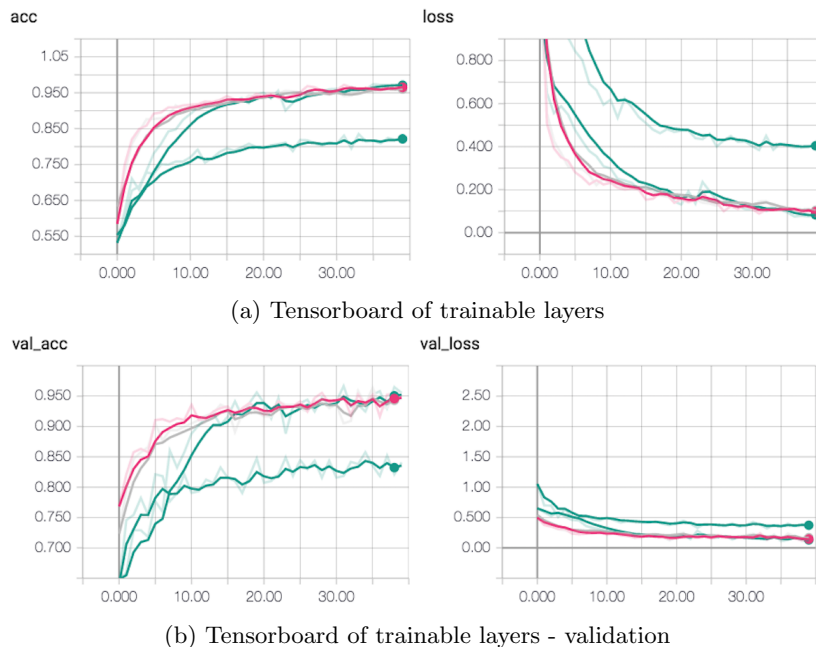 acc loss
1.05 0.800
0.950
0.850 0.600
0.750 0.400
0.650 0.200
0.550 0.00
0.000 10.00 20.00 30.00 0.000 10.00 20.00 30.00
(a) Tensorboard of trainable layers
val_acc val_loss
0.950 2.50
0.900 2.00
0.850 1.50
0.800 1.00
0.750 0.500
0.700 0.00
0.000 10.00 20.00 30.00 0.000 10.00 20.00 30.00
(b) Tensorboard of trainable layers - validation